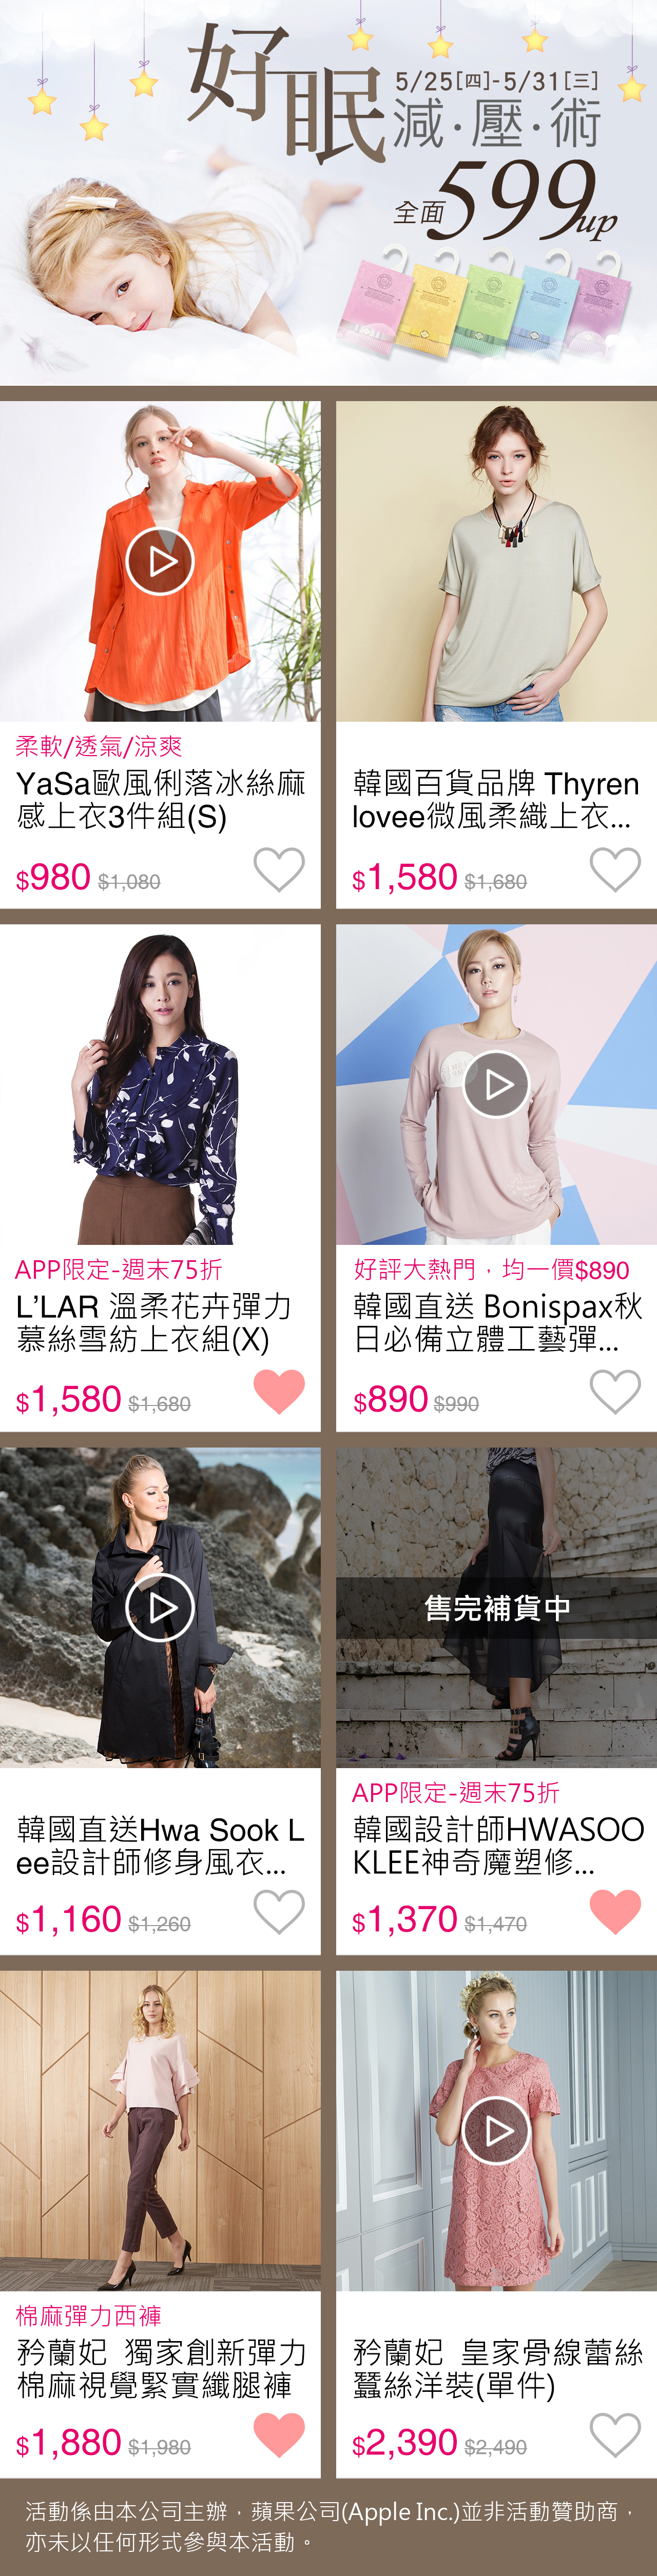 好眠
5/25[四]-5/31[三]
減·壓·術
全面599up
柔軟/透氣/涼爽
YaSa歐風俐落冰絲麻
感上衣3件組(S)
$980 $1,080
韓國百貨品牌 Thyren
lovee微風柔織上衣...
$1,580 $1,680
APP限定-週末75折
L’LAR 溫柔花卉彈力
慕絲雪紡上衣組(X)
$1,580 $1,680
好評大熱門，均一價$890
韓國直送 Bonispax秋
日必備立體工藝彈...
$890 $990
韓國直送Hwa Sook L
ee設計師修身風衣...
$1,160 $1,260
售完補貨中
APP限定-週末75折
韓國設計師HWASOO
KLEE神奇魔塑修...
$1,370 $1,470
棉麻彈力西褲
矜蘭妃 獨家創新彈力
棉麻視覺緊實纖腿褲
$1,880 $1,980
矜蘭妃 皇家骨線蕾絲
蠶絲洋裝(單件)
$2,390 $2,490
活動係由本公司主辦，蘋果公司(Apple Inc.)並非活動贊助商，
亦未以任何形式參與本活動。